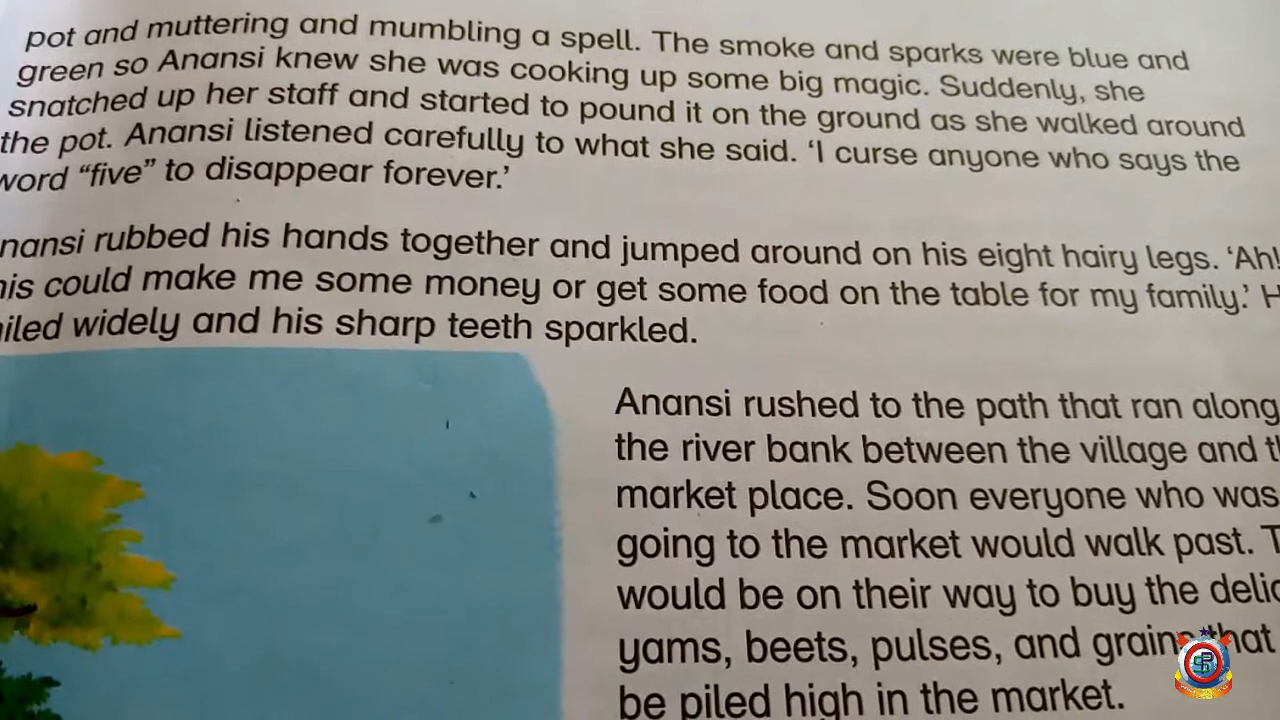 pot and muttering and mumbling a spell. The smoke and sparks were blue and
green so Anansi knew she was cooking up some big magic. Suddenly, she
snatched up her staff and started to pound it on the ground as she walked around
the pot. Anansi listened carefully to what she said. ‘I curse anyone who says the
word “five” to disappear forever.’
nansi rubbed his hands together and jumped around on his eight hairy legs. ‘Ah!
his could make me some money or get some food on the table for my family.’ H
iled widely and his sharp teeth sparkled.
Anansi rushed to the path that ran along
the river bank between the village and t
market place. Soon everyone who was
going to the market would walk past. T
would be on their way to buy the delic
yams, beets, pulses, and grains that
be piled high in the market.